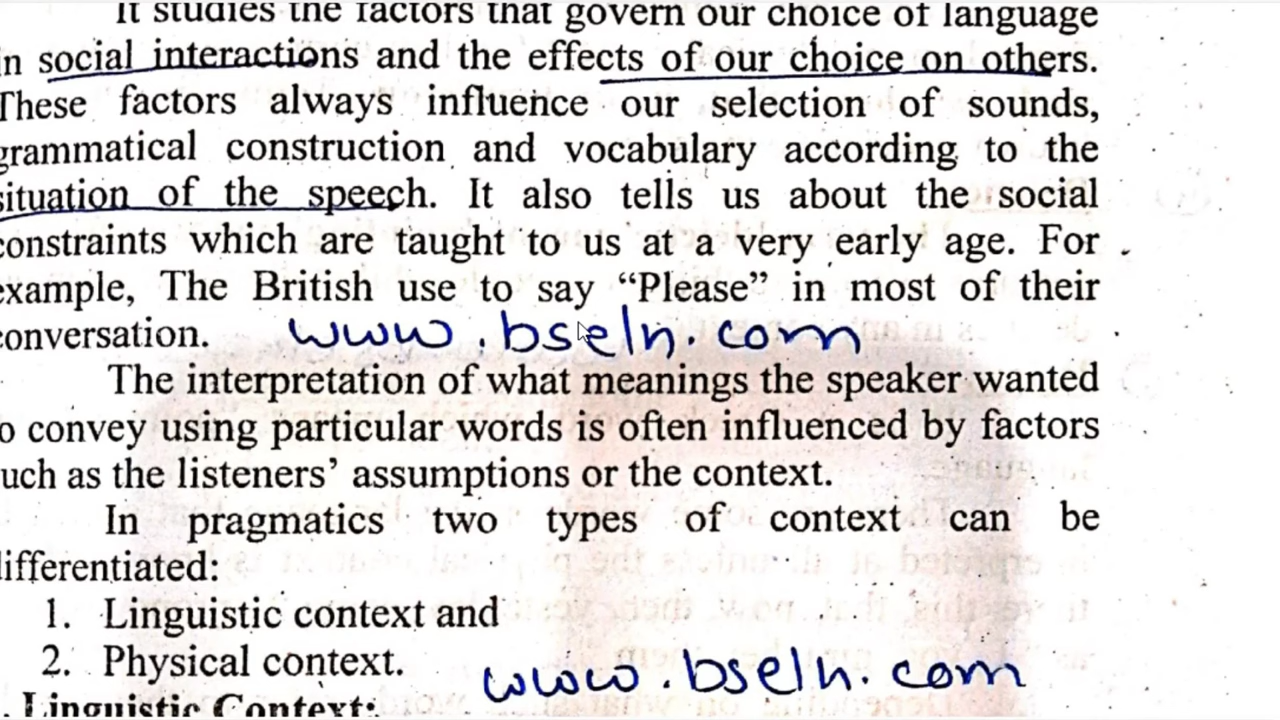 It studies the factors that govern our choice of language
in social interactions and the effects of our choice on others.
These factors always influence our selection of sounds,
grammatical construction and vocabulary according to the
situation of the speech. It also tells us about the social
constraints which are taught to us at a very early age. For
example, The British use to say “Please” in most of their
conversation. www.bseln.com
The interpretation of what meanings the speaker wanted
to convey using particular words is often influenced by factors
such as the listeners’ assumptions or the context.
In pragmatics two types of context can be
differentiated:
1. Linguistic context and
2. Physical context. www.bseln.com
Linguistic Context: